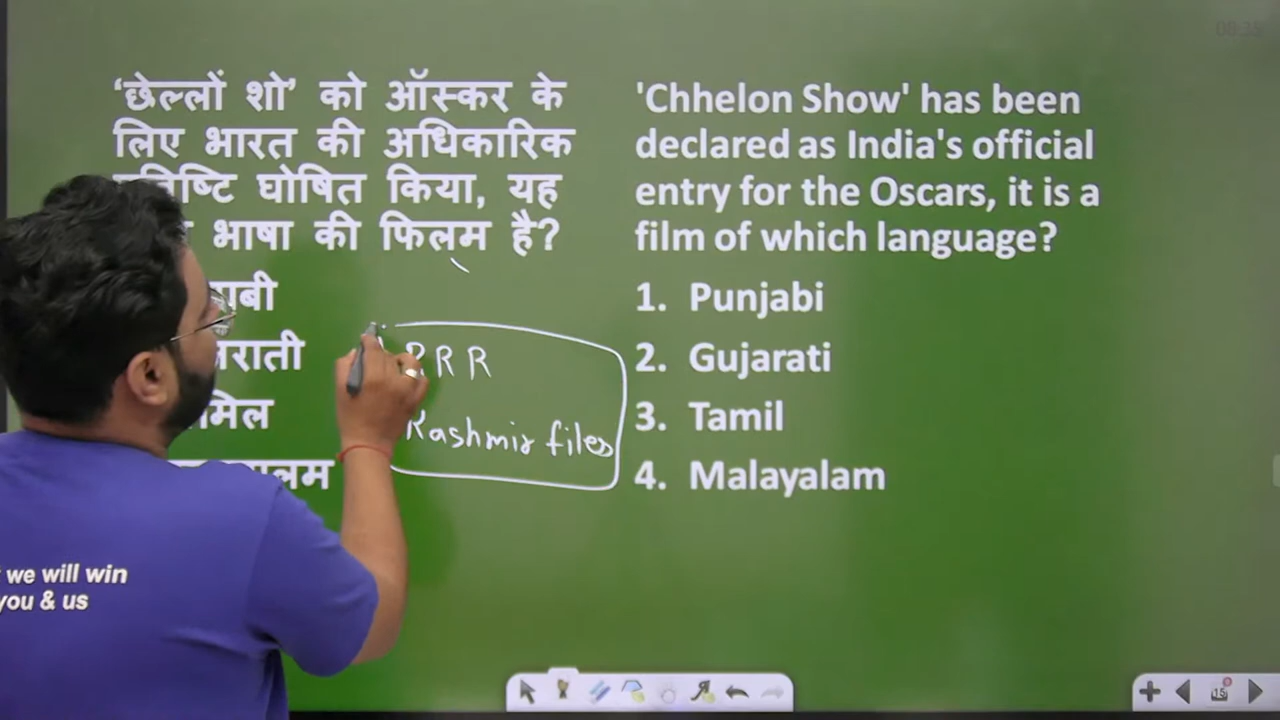 ‘छेल्लों शो’ को ऑस्कर के
लिए भारत की अधिकारिक
घोषित किया, यह
भाषा की फिल्म है?
'Chhelon Show' has been
declared as India's official
entry for the Oscars, it is a
film of which language?
1. Punjabi
2. Gujarati
3. Tamil
4. Malayalam
RRR
Kashmir files
we will win
you & us